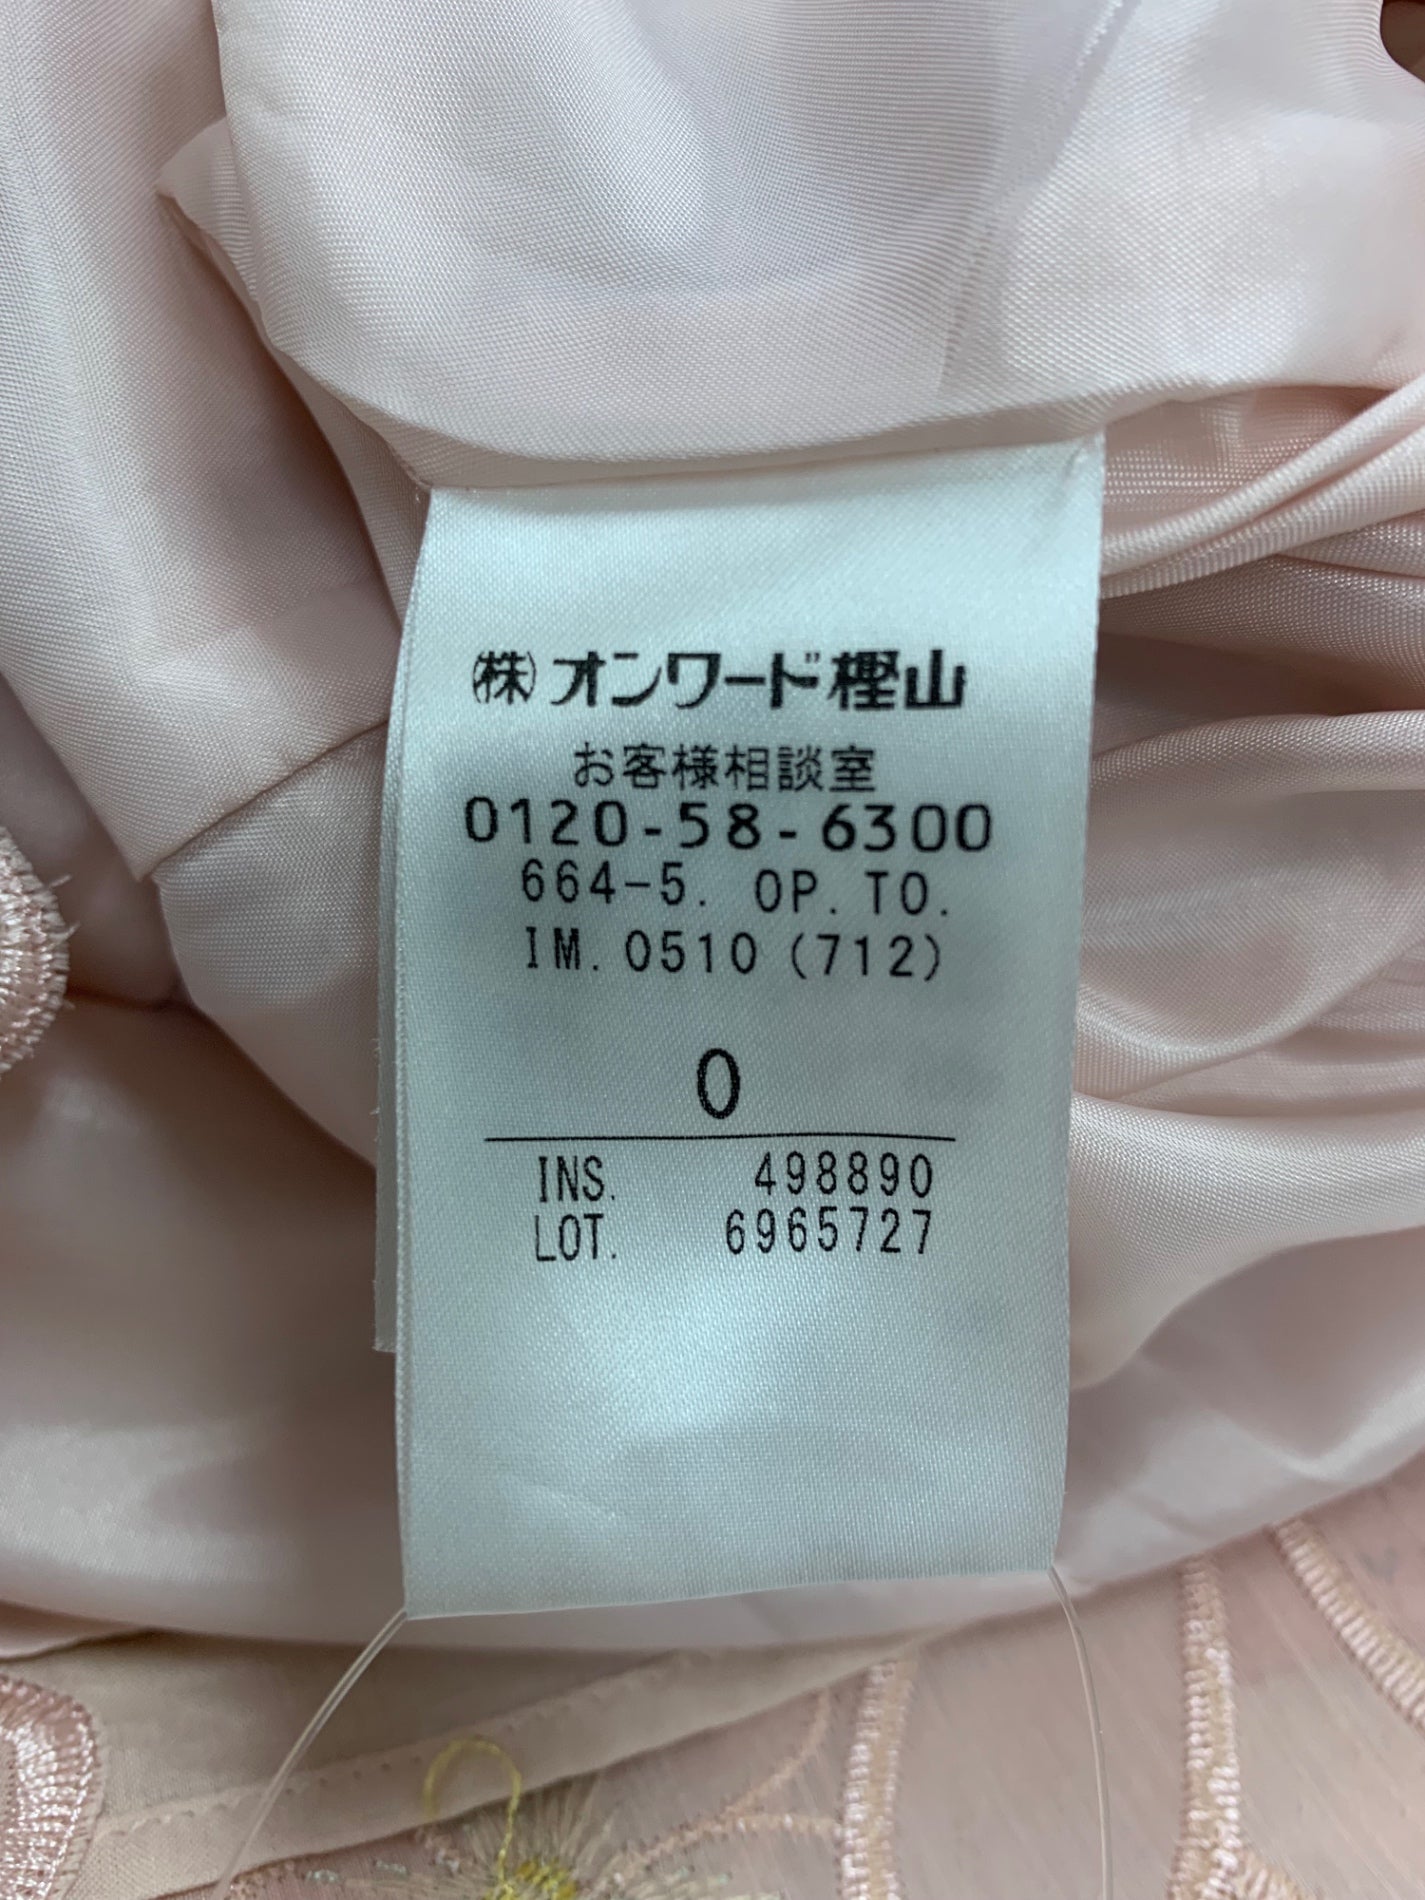 ㈱オンワード樫山
お客様相談室
0120-58-6300
664-5. OP.TO.
IM.0510(712)
0
INS. 498890
LOT. 6965727